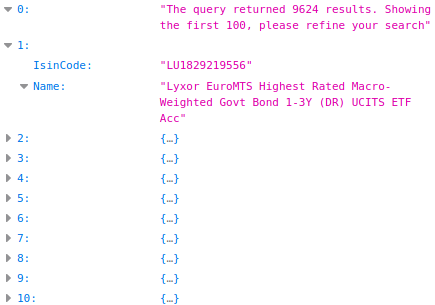 0: "The query returned 9624 results. Showing
the first 100, please refine your search"
1:
IsinCode: "LU1829219556"
Name: "Lyxor EuroMTS Highest Rated Macro-
Weighted Govt Bond 1-3Y (DR) UCITS ETF
Acc"
2: {…}
3: {…}
4: {…}
5: {…}
6: {…}
7: {…}
8: {…}
9: {…}
10: {…}